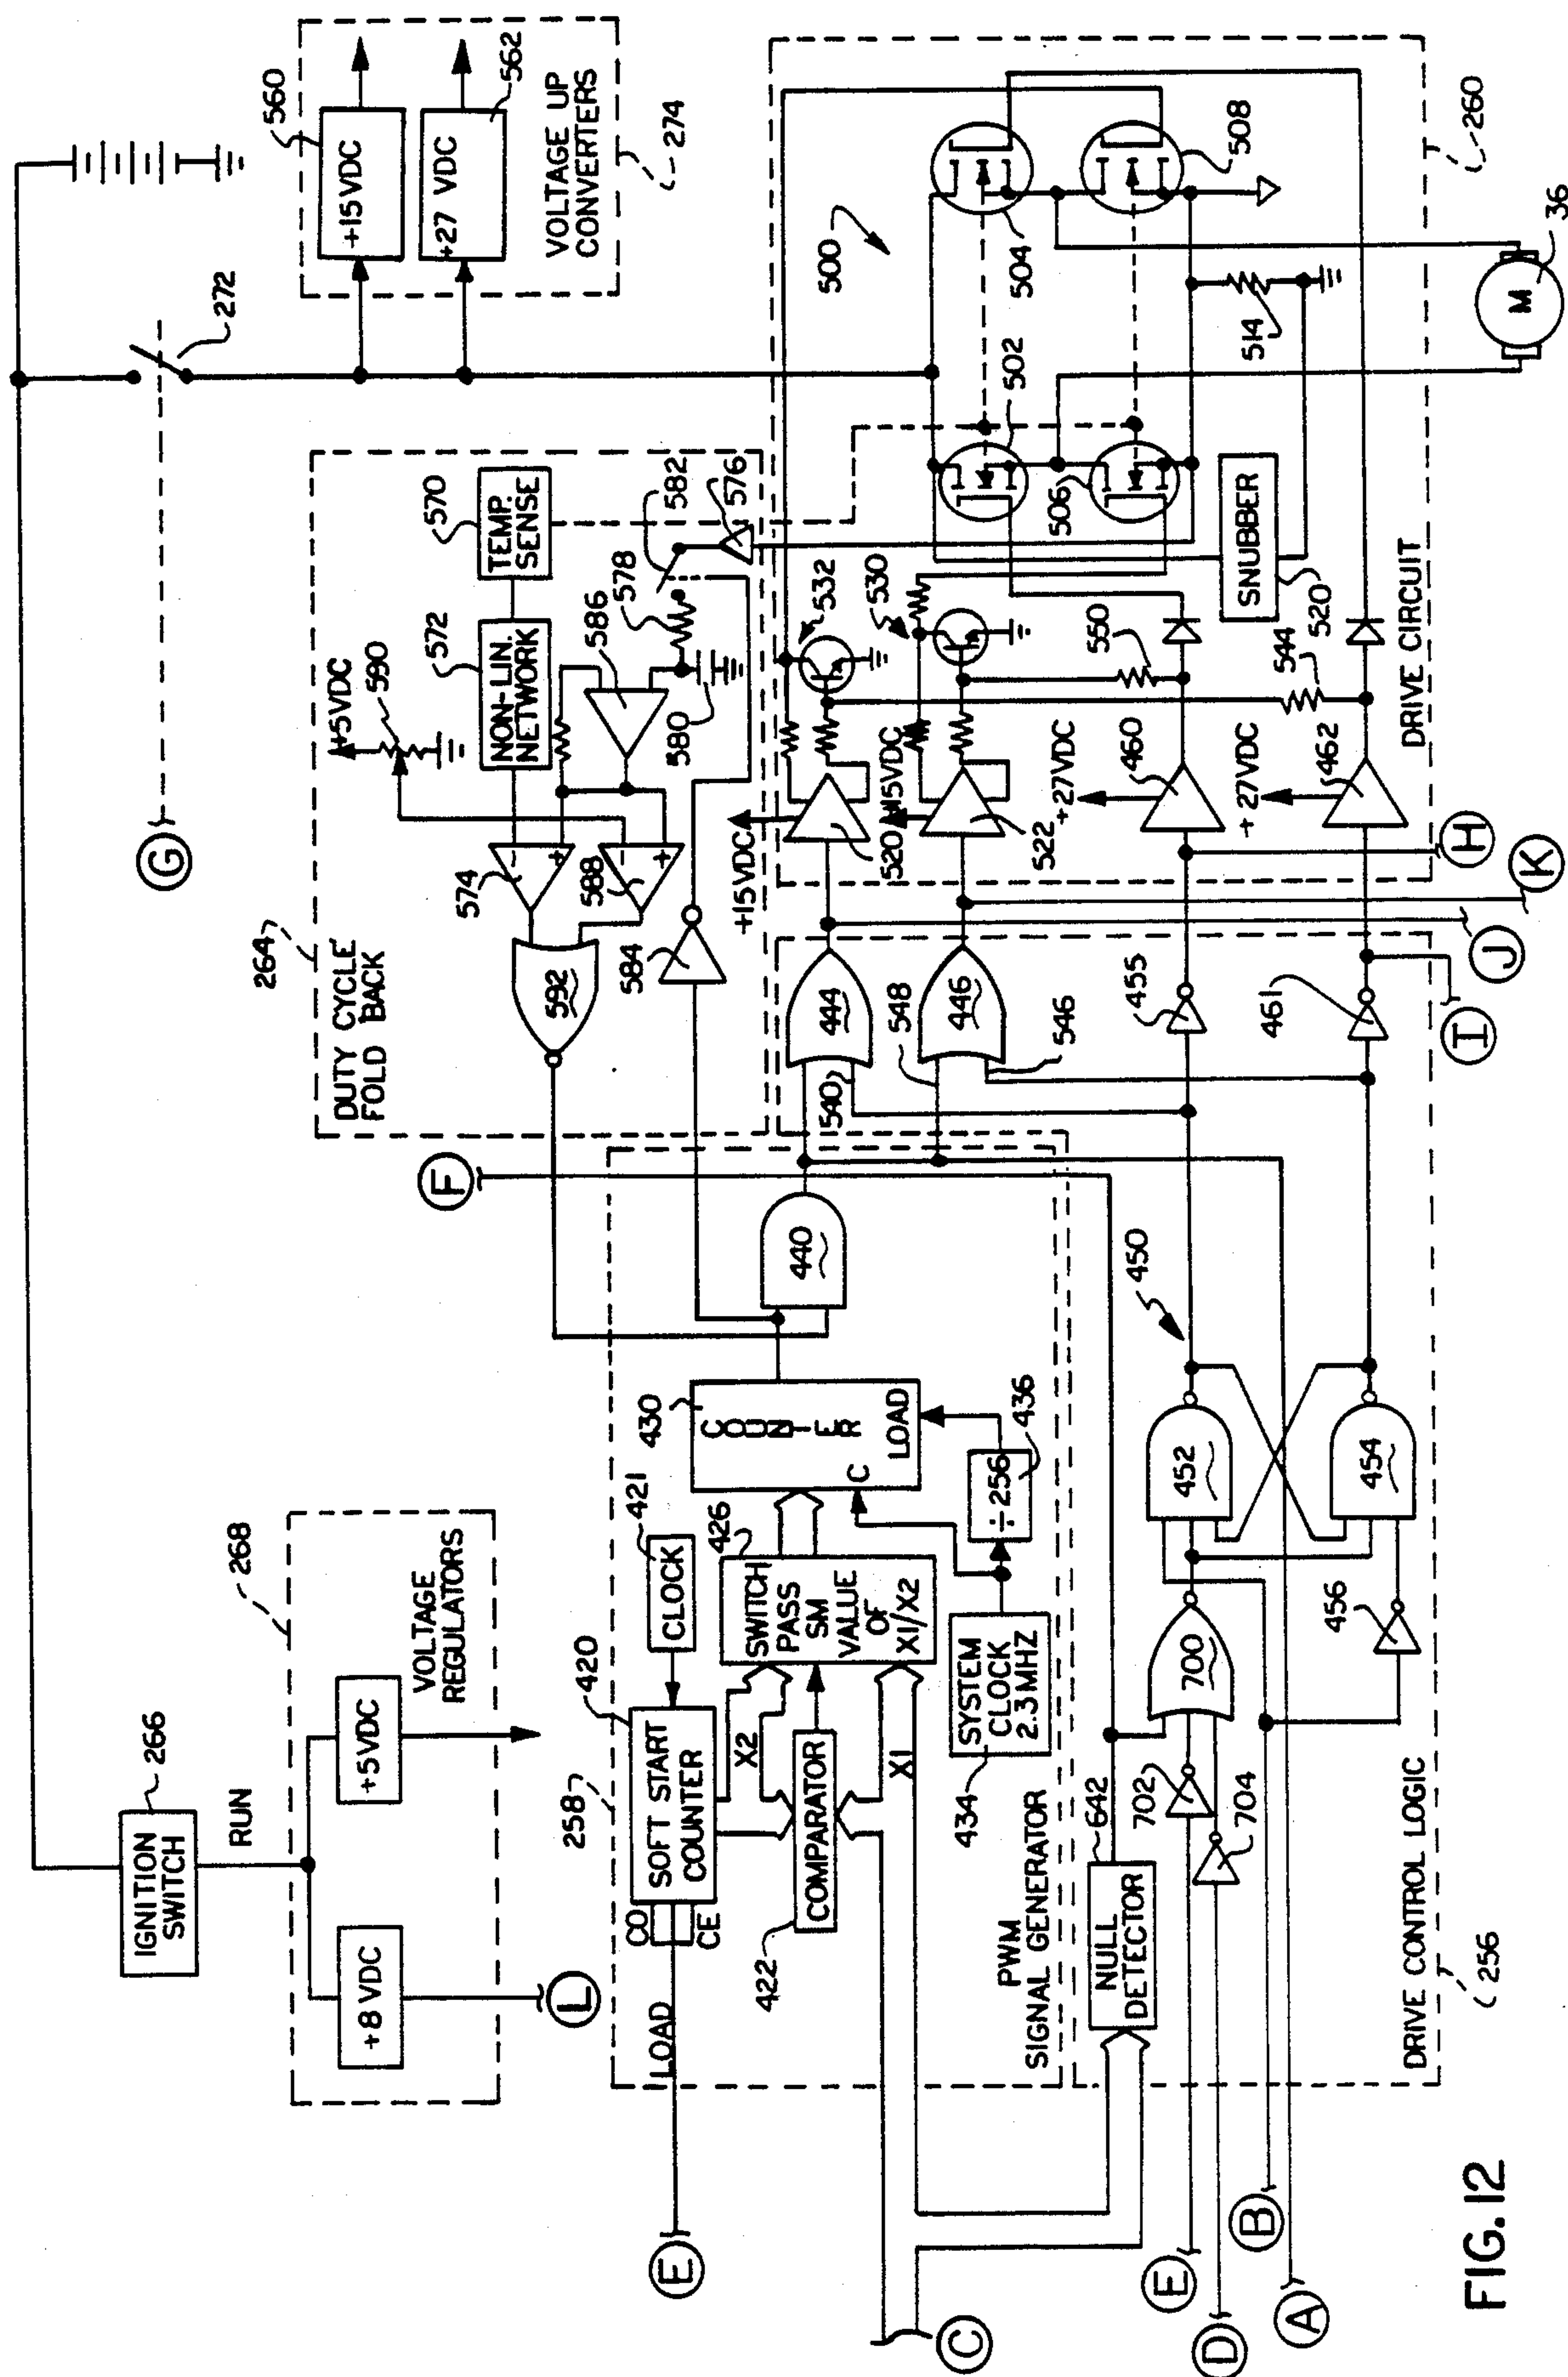 G
272
560
+15VDC
+27 VDC
562
VOLTAGE UP
CONVERTERS
274
IGNITION
SWITCH
266
RUN
268
+8 VDC
+5VDC
VOLTAGE
REGULATORS
L
264
DUTY CYCLE
FOLD BACK
592
574
588
584
+5VDC
590
NON-LIN.
NETWORK
572
TEMP.
SENSE
570
586
578
582
576
580
F
E
LOAD
CO
CE
SOFT START
COUNTER
420
CLOCK
421
258
X2
422
COMPARATOR
X1
SWITCH
PASS
SM
VALUE
OF
X1/X2
426
430
COUNTER
C
LOAD
SYSTEM
CLOCK
2.3MHZ
434
÷256
436
440
PWM
SIGNAL GENERATOR
C
444
540
446
548
546
+15VDC
520
+15VDC
522
532
530
500
502
504
506
508
514
SNUBBER
520
550
544
+27VDC
460
+27VDC
462
DRIVE CIRCUIT
260
M
36
J
K
H
I
455
461
450
452
454
456
700
702
704
NULL
DETECTOR
642
DRIVE CONTROL LOGIC
256
E
D
B
A
FIG.12